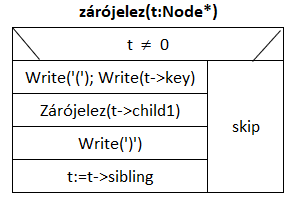 zárójelez(t:Node*)
t ≠ 0
Write('('); Write(t->key)
Zárójelez(t->child1)
skip
Write(')')
t:=t->sibling